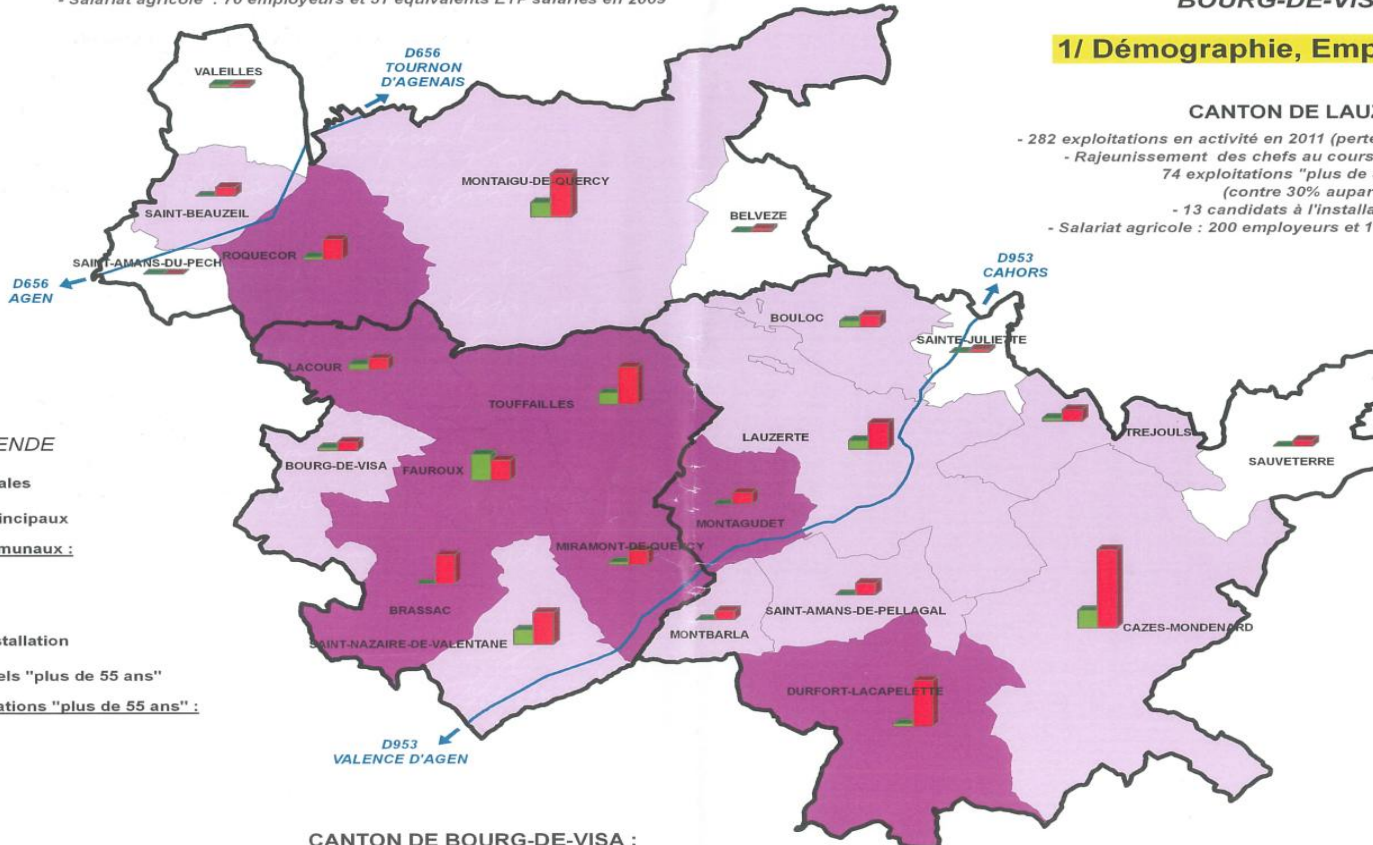 - Salariat agricole : 70 employeurs et 51 équivalents ETP salariés en 2009
BOURG-DE-VIS
1/ Démographie, Emp
CANTON DE LAUZ
- 282 exploitations en activité en 2011 (perte
- Rajeunissement des chefs au cours
74 exploitations "plus de
(contre 30% aupar
- 13 candidats à l'installa
- Salariat agricole : 200 employeurs et 1
D656
TOURNON
D'AGENAIS
VALEILLES
MONTAIGU-DE-QUERCY
SAINT-BEAUZEIL
BELVEZE
SAINT-AMANS-DU-PECH
ROQUECOR
D656
AGEN
D953
CAHORS
BOULOC
SAINTE-JULIETTE
LACOUR
TOUFFAILLES
LAUZERTE
TREJOULS
SAUVETERRE
BOURG-DE-VISA
FAUROUX
MONTAGUDET
MIRAMONT-DE-QUERCY
BRASSAC
SAINT-AMANS-DE-PELLAGAL
CAZES-MONDENARD
MONTBARLA
SAINT-NAZAIRE-DE-VALENTANE
DURFORT-LACAPELETTE
D953
VALENCE D'AGEN
ENDE
ales
incipaux
munaux :
stallation
els "plus de 55 ans"
ations "plus de 55 ans" :
CANTON DE BOURG-DE-VISA :